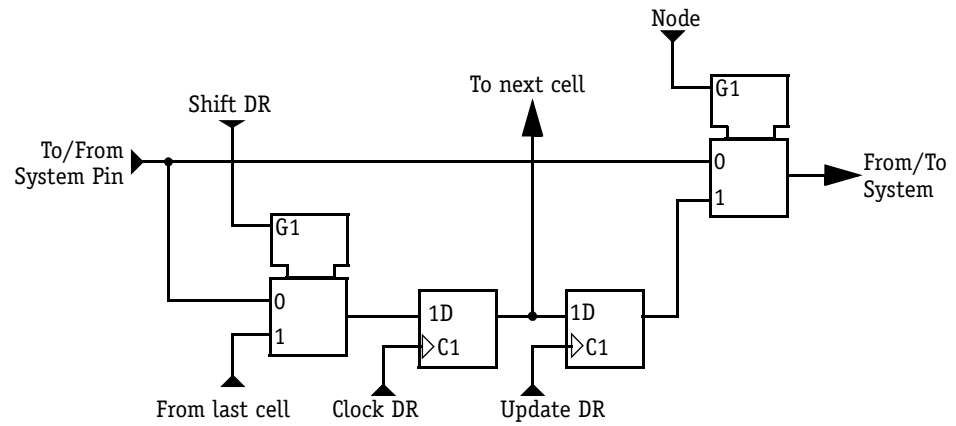 Node
G1
To next cell
Shift DR
To/From
System Pin
0
From/To
System
1
G1
0
1
1D
C1
1D
C1
From last cell
Clock DR
Update DR